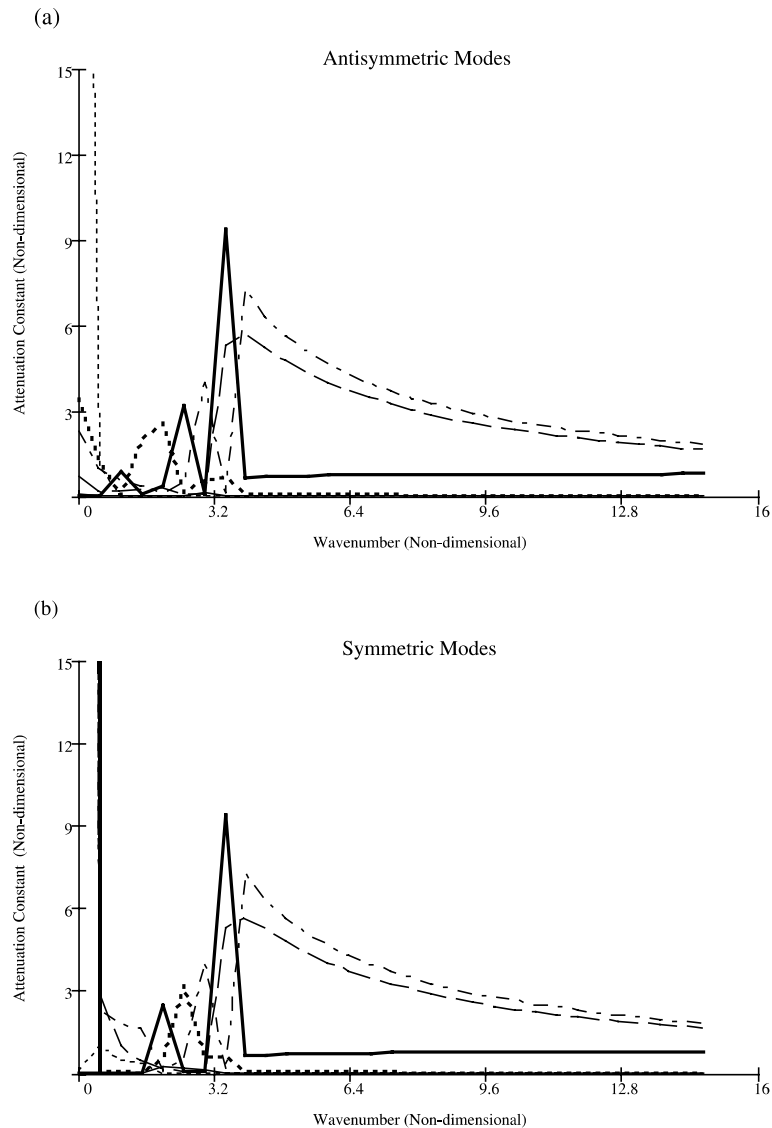 (a)
Antisymmetric Modes
15
12
9
6
3
Attenuation Constant (Non-dimensional)
0 3.2 6.4 9.6 12.8 16
Wavenumber (Non-dimensional)
(b)
Symmetric Modes
15
12
9
6
3
Attenuation Constant (Non-dimensional)
0 3.2 6.4 9.6 12.8 16
Wavenumber (Non-dimensional)